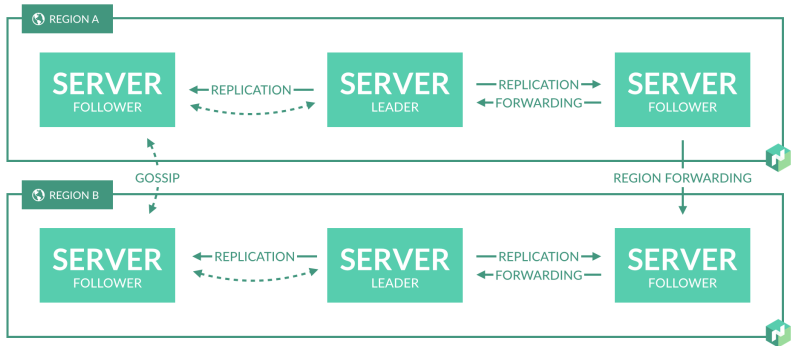 REGION A
SERVER
FOLLOWER
REPLICATION
SERVER
LEADER
REPLICATION
FORWARDING
SERVER
FOLLOWER
GOSSIP
REGION FORWARDING
REGION B
SERVER
FOLLOWER
REPLICATION
SERVER
LEADER
REPLICATION
FORWARDING
SERVER
FOLLOWER